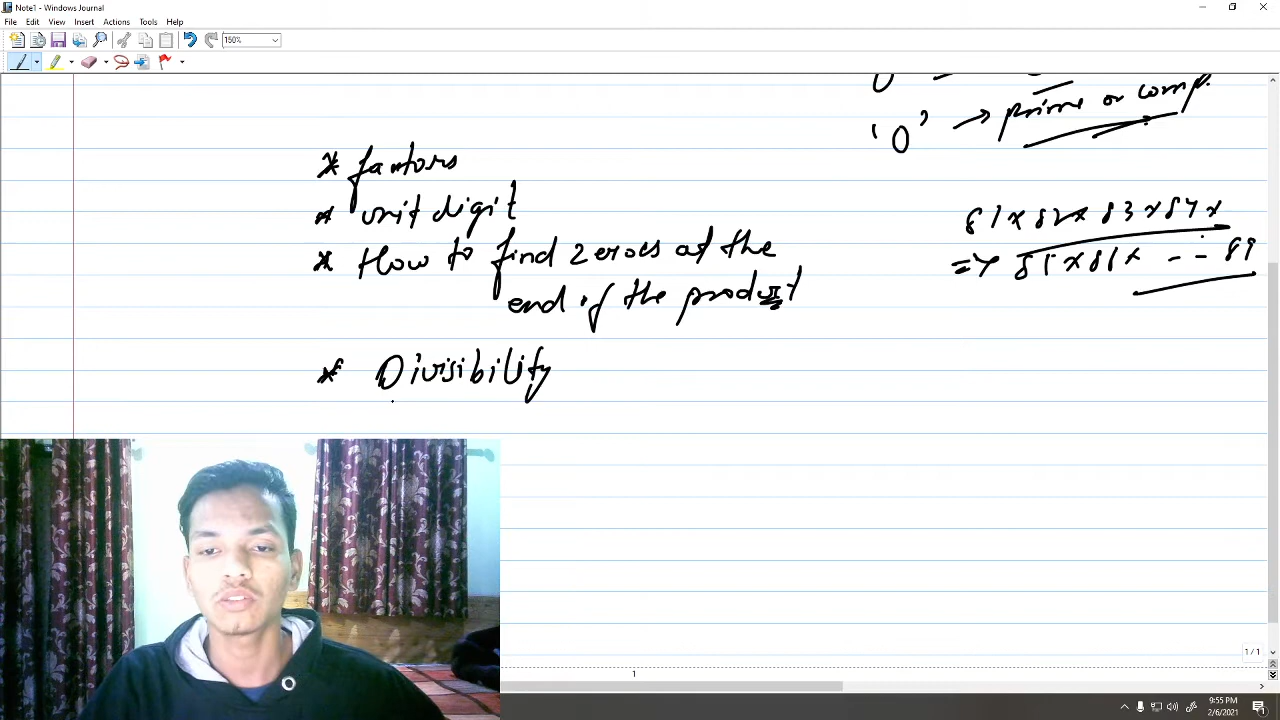 Note1 - Windows Journal
File Edit View Insert Actions Tools Help
150%
'0' → prime or comp.
* factors
* unit digit
* How to find zeroes at the
end of the product
* Divisibility
81 x 82 x 83 x 84 x
=> 85 x 86 x -- 89
1 / 1
1
9:55 PM
2/6/2021